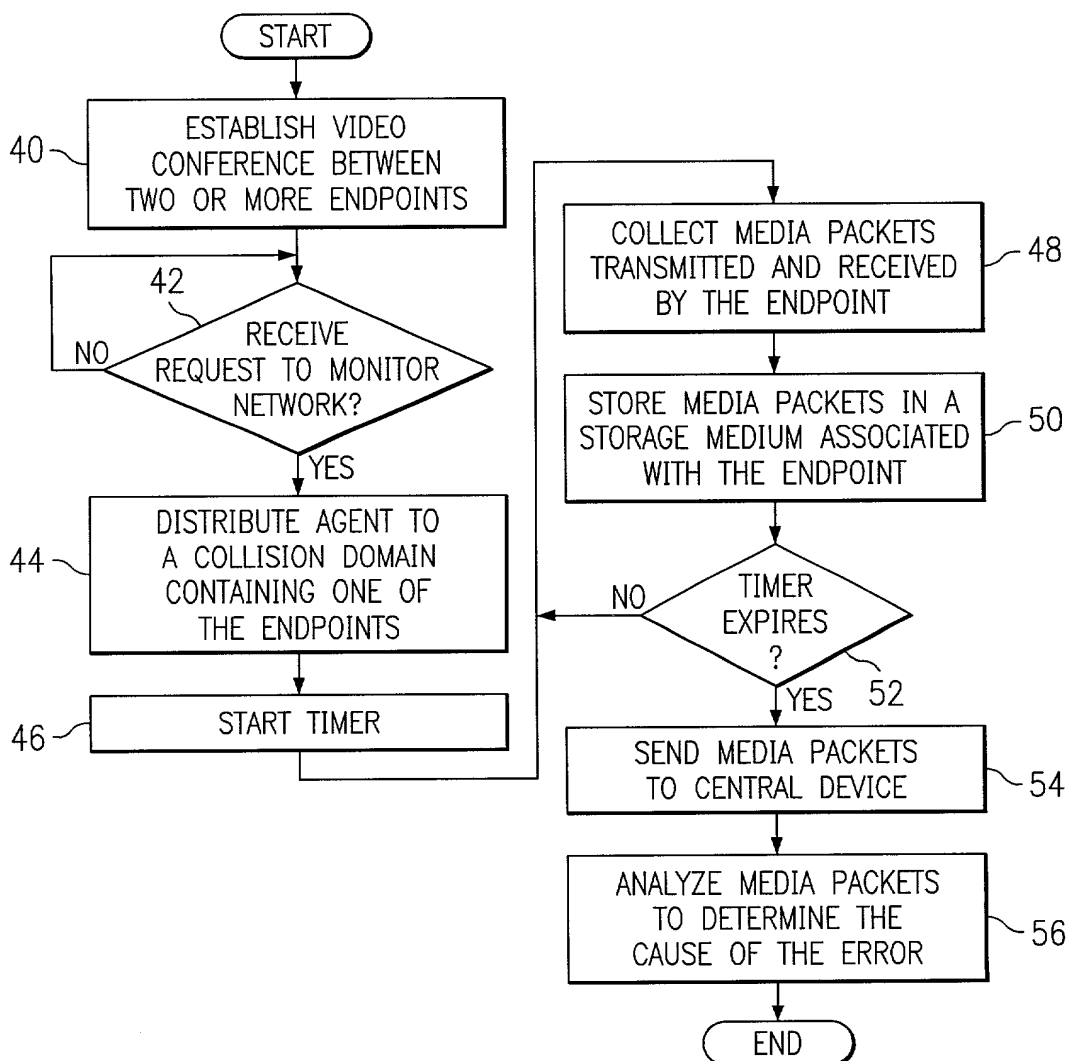 START
40
ESTABLISH VIDEO
CONFERENCE BETWEEN
TWO OR MORE ENDPOINTS
42
RECEIVE
REQUEST TO MONITOR
NETWORK?
NO
YES
44
DISTRIBUTE AGENT TO
A COLLISION DOMAIN
CONTAINING ONE OF
THE ENDPOINTS
46
START TIMER
COLLECT MEDIA PACKETS
TRANSMITTED AND RECEIVED
BY THE ENDPOINT
48
STORE MEDIA PACKETS IN A
STORAGE MEDIUM ASSOCIATED
WITH THE ENDPOINT
50
NO
TIMER
EXPIRES
?
52
YES
SEND MEDIA PACKETS
TO CENTRAL DEVICE
54
ANALYZE MEDIA PACKETS
TO DETERMINE THE
CAUSE OF THE ERROR
56
END